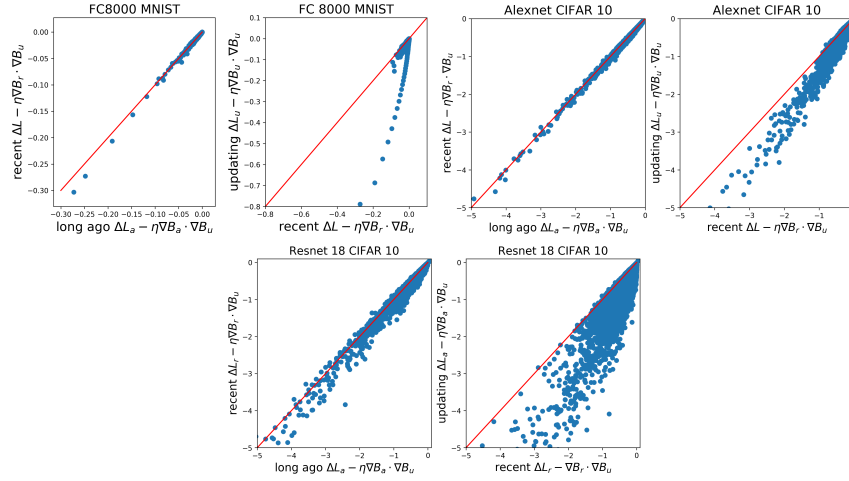 FC8000 MNIST
0.00
−0.05
−0.10
−0.15
−0.20
−0.25
−0.30
−0.30 −0.25 −0.20 −0.15 −0.10 −0.05 0.00
recent ΔL − η∇B_r · ∇B_u
long ago ΔL_a − η∇B_a · ∇B_u
FC 8000 MNIST
0.1
0.0
−0.1
−0.2
−0.3
−0.4
−0.5
−0.6
−0.7
−0.8
−0.8 −0.6 −0.4 −0.2 0.0
updating ΔL_u − η∇B_u · ∇B_u
recent ΔL − η∇B_r · ∇B_u
Alexnet CIFAR 10
0
−1
−2
−3
−4
−5
−5 −4 −3 −2 −1 0
recent ΔL − η∇B_r · ∇B_u
long ago ΔL_a − η∇B_a · ∇B_u
Alexnet CIFAR 10
0
−1
−2
−3
−4
−5
−5 −4 −3 −2 −1
updating ΔL_u − η∇B_u · ∇B_u
recent ΔL − η∇B_r · ∇B_u
Resnet 18 CIFAR 10
0
−1
−2
−3
−4
−5
−5 −4 −3 −2 −1 0
recent ΔL_r − η∇B_r · ∇B_u
long ago ΔL_a − η∇B_a · ∇B_u
Resnet 18 CIFAR 10
0
−1
−2
−3
−4
−5
−5 −4 −3 −2 −1 0
updating ΔL_a − η∇B_a · ∇B_u
recent ΔL_r − ∇B_r · ∇B_u